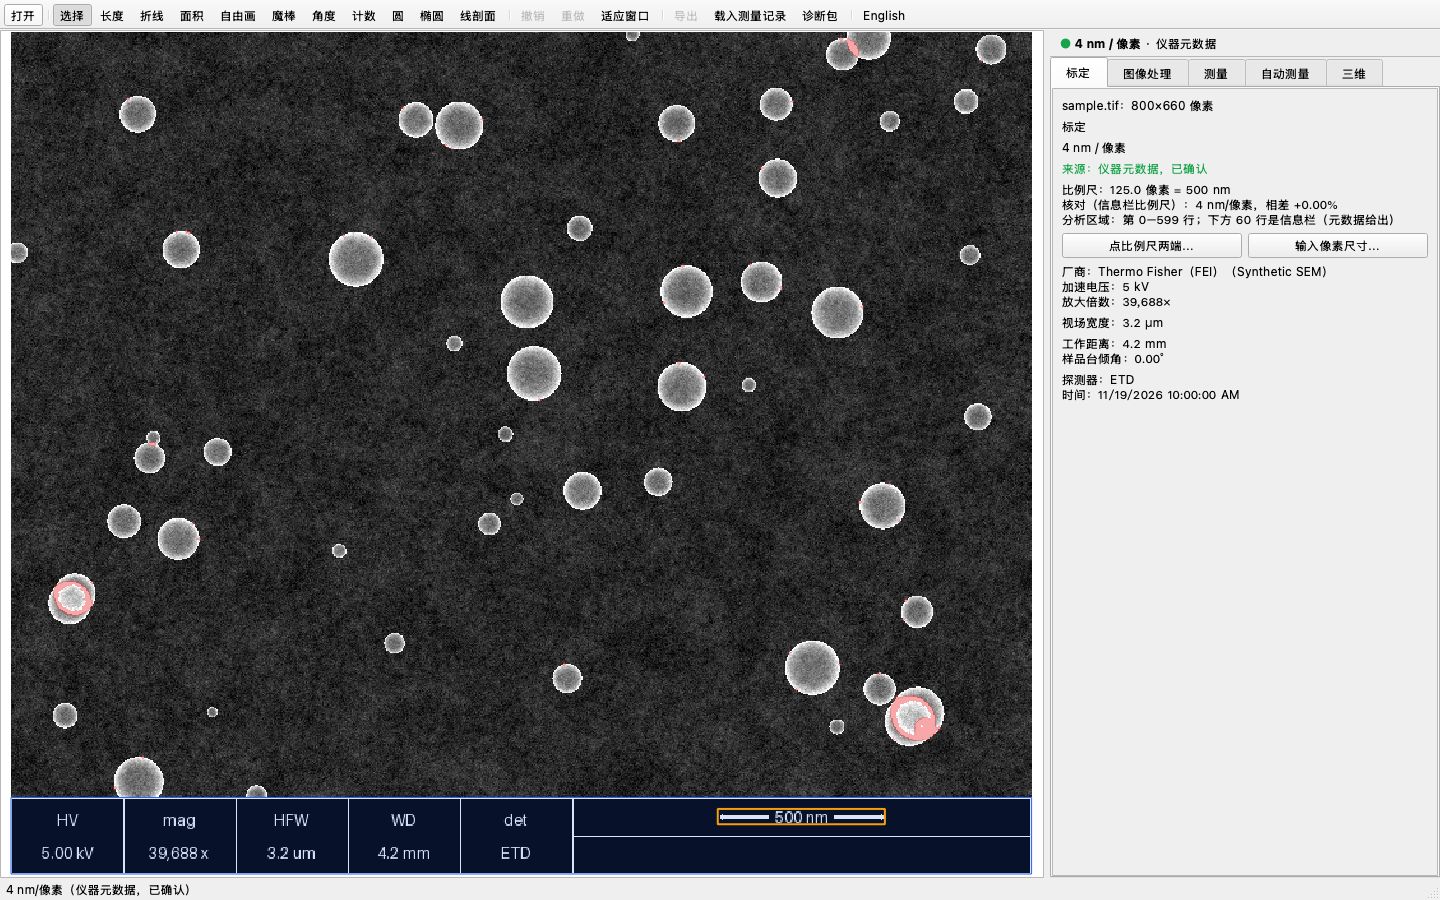 打开 选择 长度 折线 面积 自由画 魔棒 角度 计数 圆 椭圆 线剖面 撤销 重做 适应窗口 导出 载入测量记录 诊断包 English
4 nm / 像素 · 仪器元数据
标定 图像处理 测量 自动测量 三维
sample.tif：800×660 像素
标定
4 nm / 像素
来源：仪器元数据，已确认
比例尺：125.0 像素 = 500 nm
核对（信息栏比例尺）：4 nm/像素，相差 +0.00%
分析区域：第 0—599 行；下方 60 行是信息栏（元数据给出）
点比例尺两端... 输入像素尺寸...
厂商：Thermo Fisher（FEI）（Synthetic SEM）
加速电压：5 kV
放大倍数：39,688×
视场宽度：3.2 µm
工作距离：4.2 mm
样品台倾角：0.00°
探测器：ETD
时间：11/19/2026 10:00:00 AM
HV mag HFW WD det 500 nm
5.00 kV 39,688 x 3.2 um 4.2 mm ETD
4 nm/像素（仪器元数据，已确认）